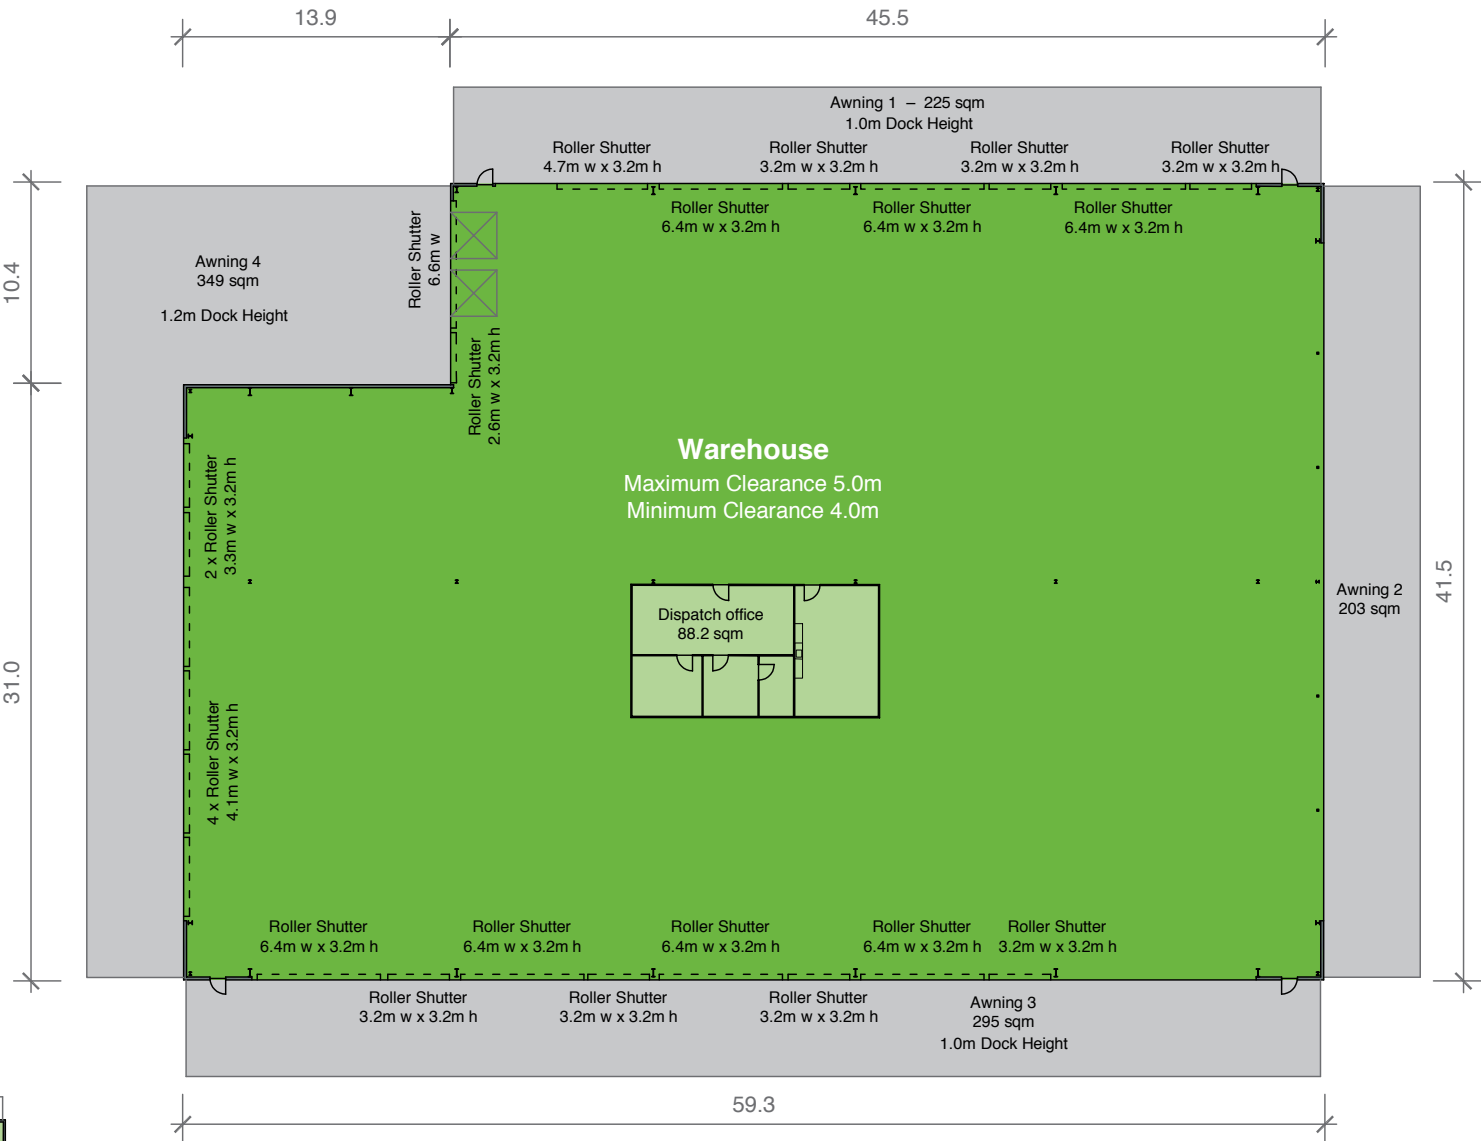 13.9
45.5
Awning 1 – 225 sqm
1.0m Dock Height
Roller Shutter
4.7m w x 3.2m h
Roller Shutter
3.2m w x 3.2m h
Roller Shutter
3.2m w x 3.2m h
Roller Shutter
3.2m w x 3.2m h
Roller Shutter
6.4m w x 3.2m h
Roller Shutter
6.4m w x 3.2m h
Roller Shutter
6.4m w x 3.2m h
10.4
Awning 4
349 sqm
1.2m Dock Height
Roller Shutter
6.6m w
Roller Shutter
2.6m w x 3.2m h
Warehouse
Maximum Clearance 5.0m
Minimum Clearance 4.0m
2 x Roller Shutter
3.3m w x 3.2m h
Dispatch office
88.2 sqm
Awning 2
203 sqm
41.5
31.0
4 x Roller Shutter
4.1m w x 3.2m h
Roller Shutter
6.4m w x 3.2m h
Roller Shutter
6.4m w x 3.2m h
Roller Shutter
6.4m w x 3.2m h
Roller Shutter
6.4m w x 3.2m h
Roller Shutter
3.2m w x 3.2m h
Roller Shutter
3.2m w x 3.2m h
Roller Shutter
3.2m w x 3.2m h
Roller Shutter
3.2m w x 3.2m h
Awning 3
295 sqm
1.0m Dock Height
59.3